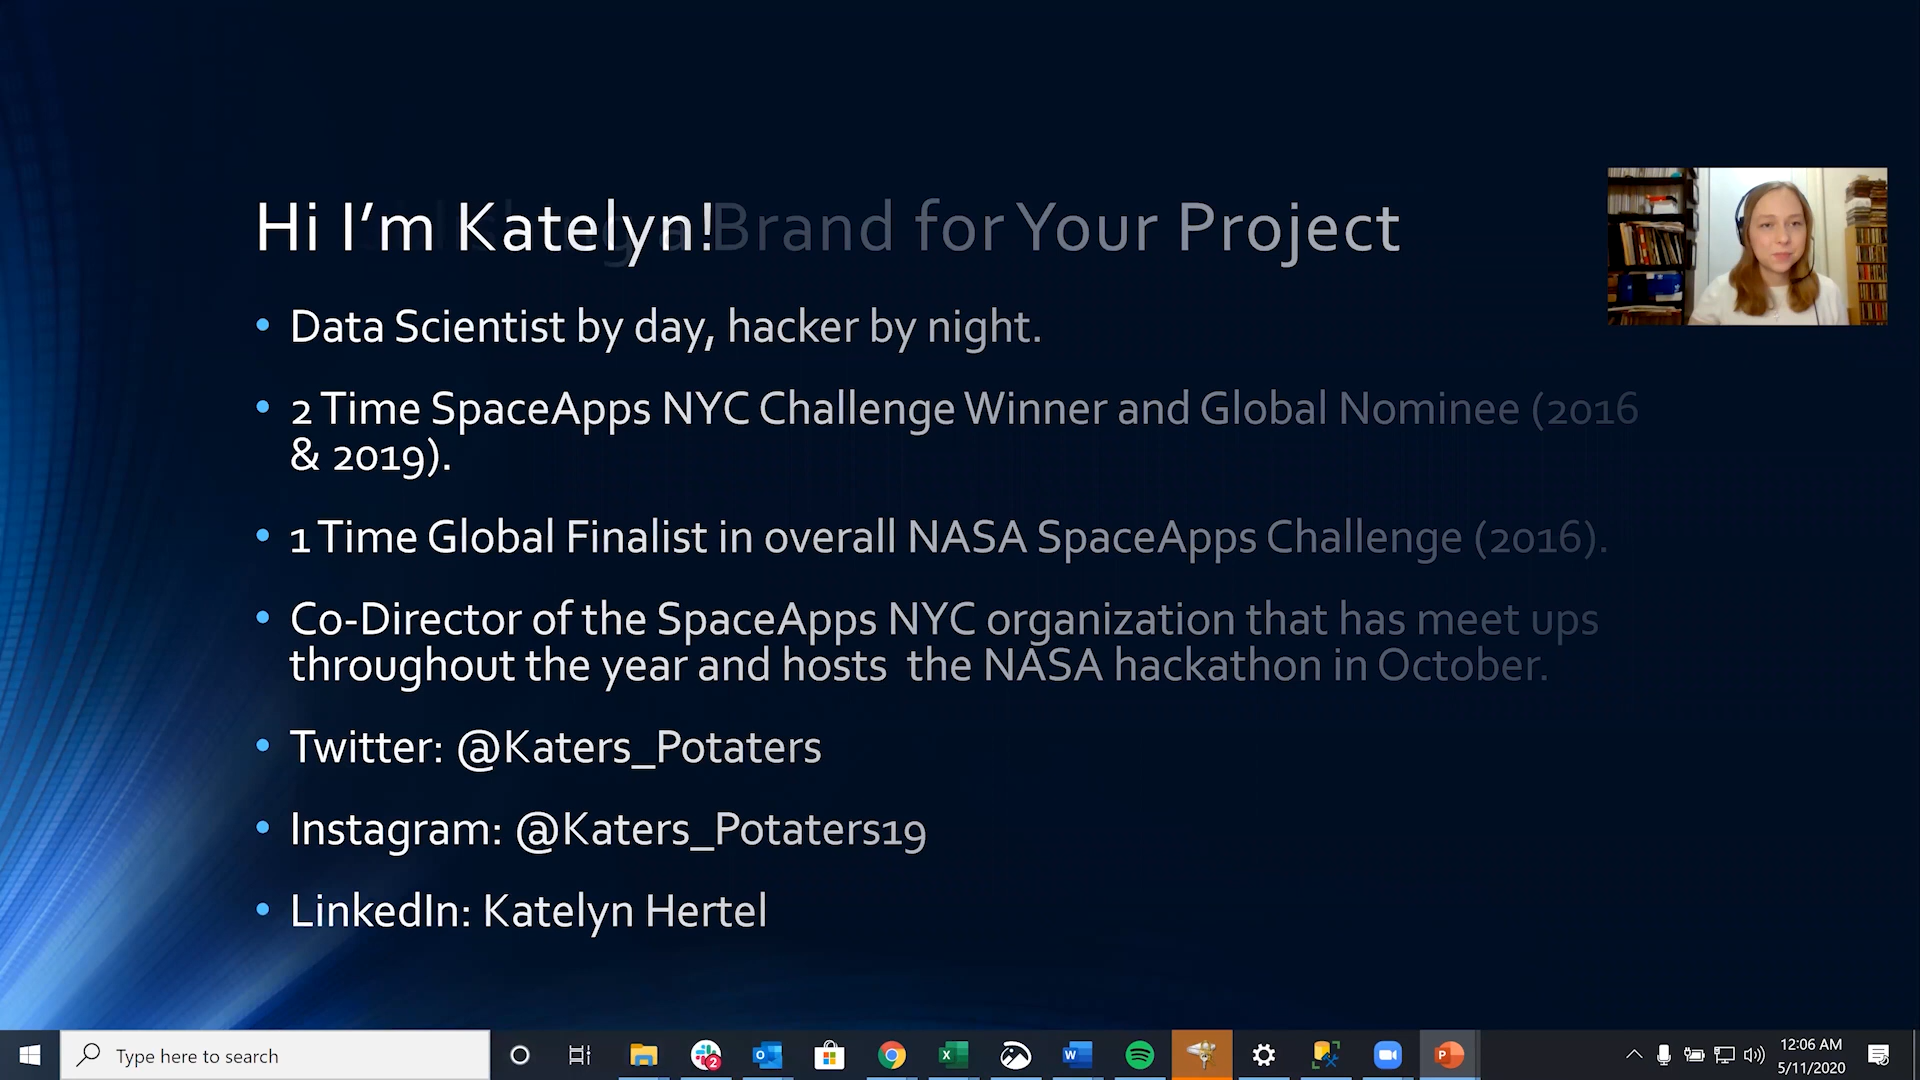 Hi I’m Katelyn!
Brand for Your Project
• Data Scientist by day, hacker by night.
• 2 Time SpaceApps NYC Challenge Winner and Global Nominee (2016
& 2019).
• 1 Time Global Finalist in overall NASA SpaceApps Challenge (2016).
• Co-Director of the SpaceApps NYC organization that has meet ups
throughout the year and hosts the NASA hackathon in October.
• Twitter: @Katers_Potaters
• Instagram: @Katers_Potaters19
• LinkedIn: Katelyn Hertel
Type here to search
2
12:06 AM
5/11/2020